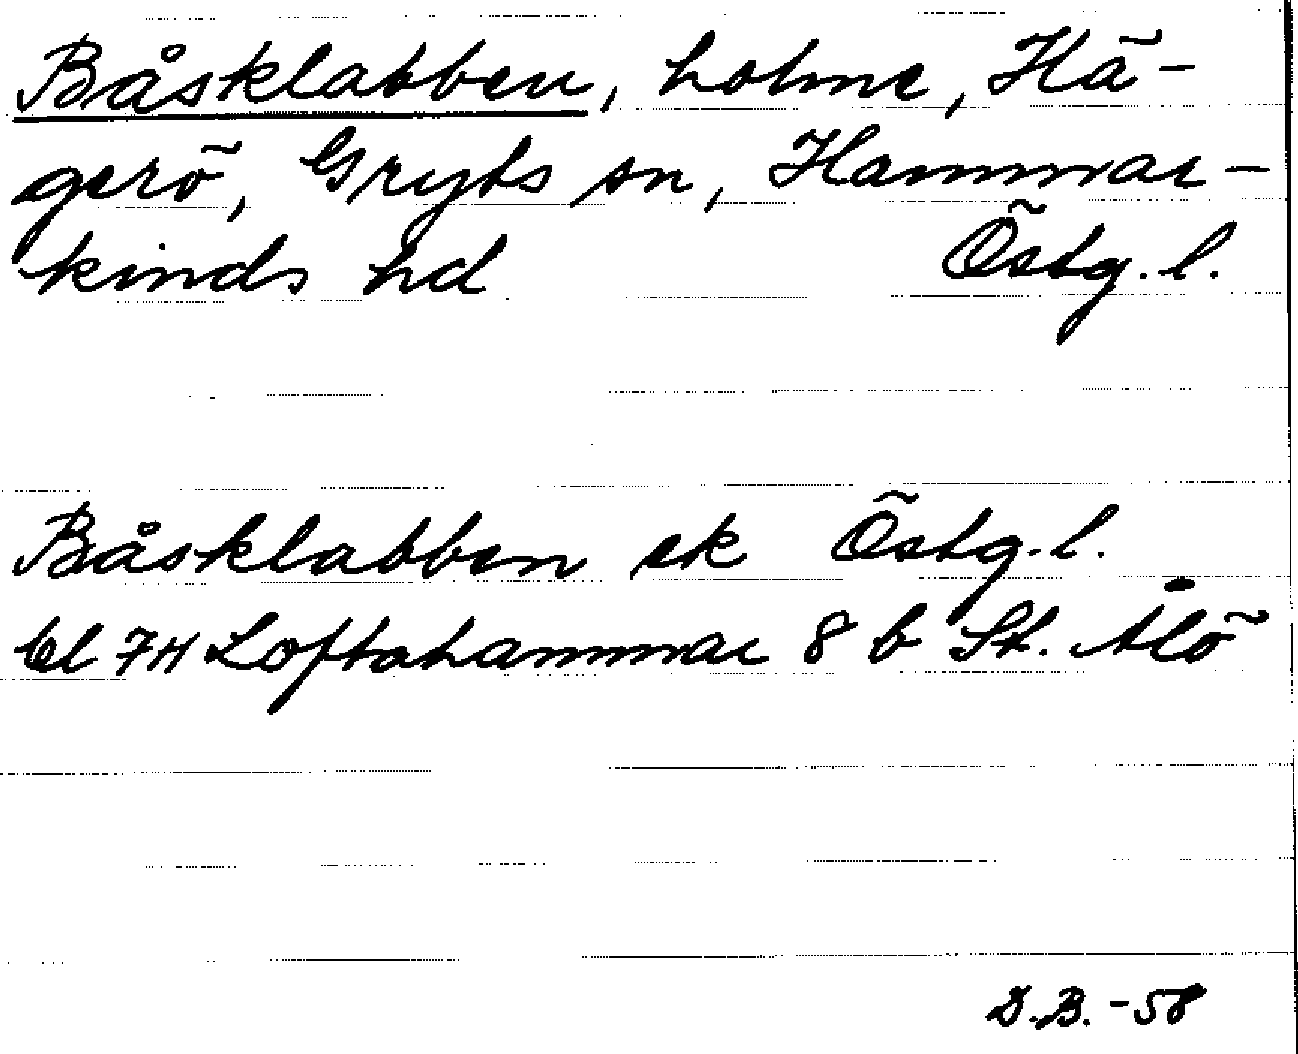 Båsklabben, holme, Hä-
gerö, Gryts sn, Hammar-
kinds hd Östg. l.
Båsklabben ek Östg. l.
bl 7H Loftahammar 8 b St. Ålö
D.B. -58